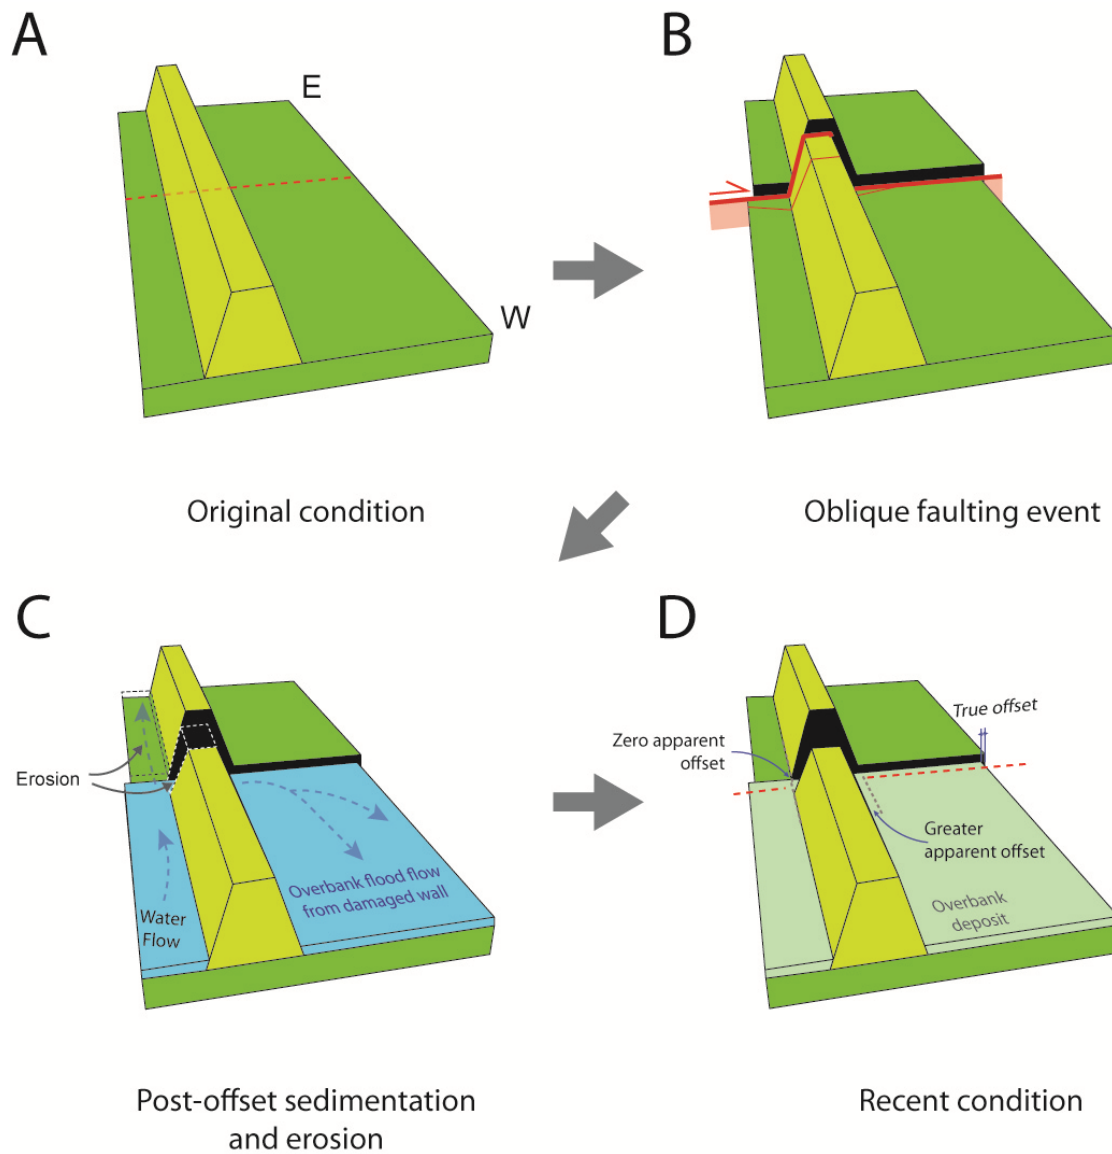 A
B
E
W
Original condition
Oblique faulting event
C
D
Erosion
Water
Flow
Overbank flood flow
from damaged wall
Zero apparent
offset
True offset
Greater
apparent offset
Overbank
deposit
Post-offset sedimentation
and erosion
Recent condition